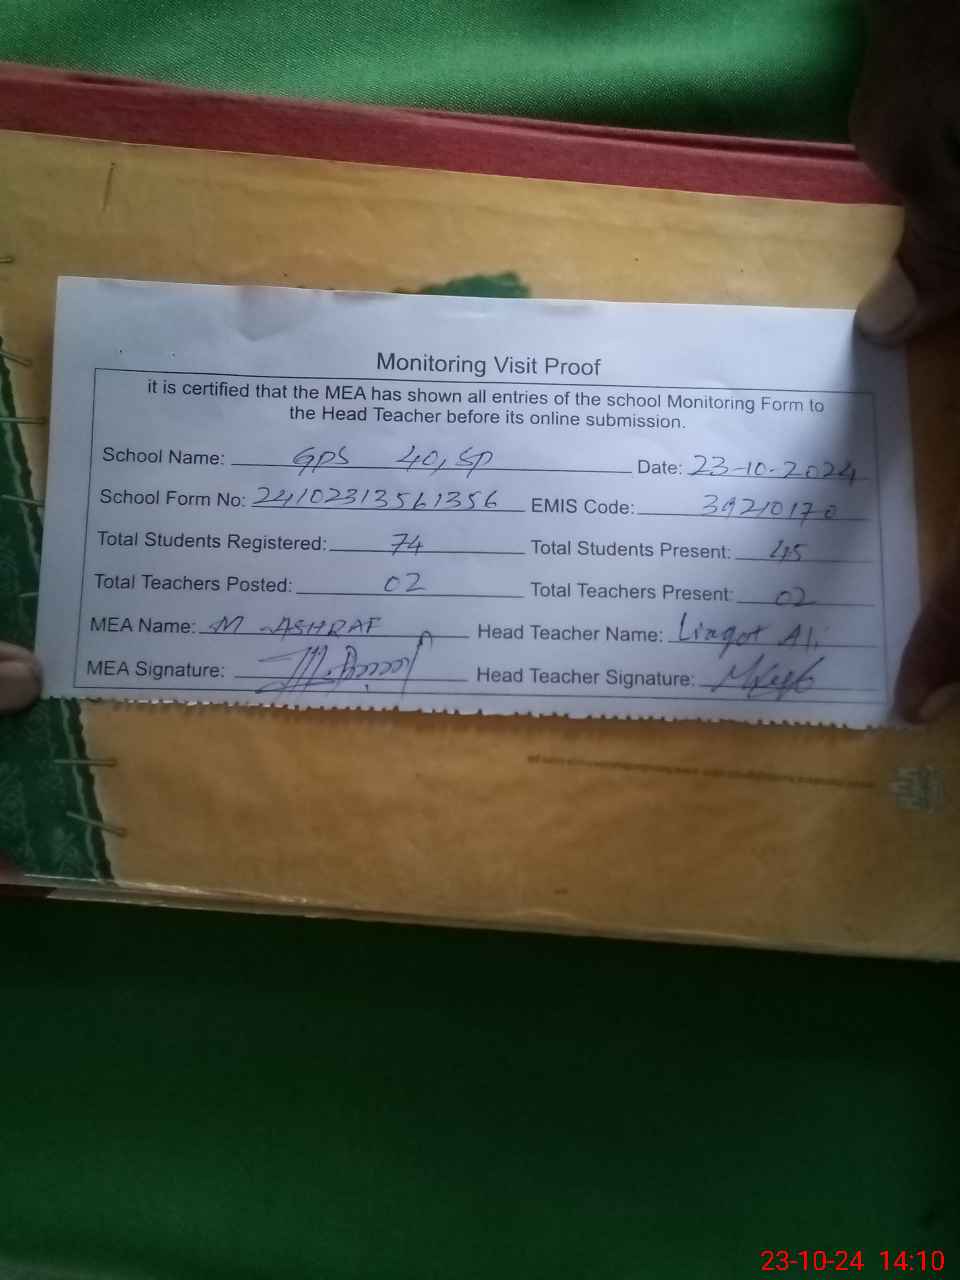 Monitoring Visit Proof
it is certified that the MEA has shown all entries of the school Monitoring Form to
the Head Teacher before its online submission.
School Name: GPS 40, SP Date: 23-10-2024
School Form No: 24102313561356 EMIS Code: 39210170
Total Students Registered: 74 Total Students Present: 45
Total Teachers Posted: 02 Total Teachers Present: 02
MEA Name: M ASHRAF Head Teacher Name: Liaqat Ali
MEA Signature: Head Teacher Signature:
23-10-24 14:10